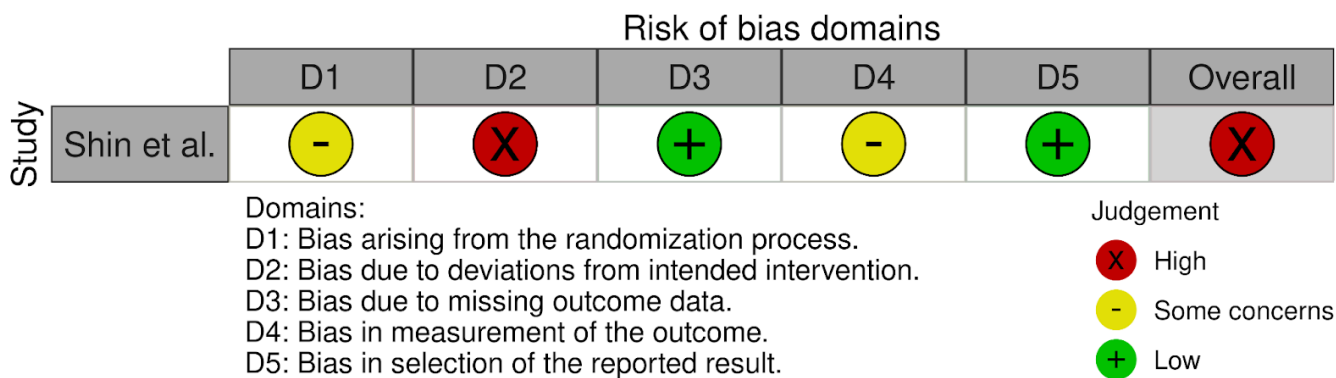 Risk of bias domains
D1 D2 D3 D4 D5 Overall
Study
Shin et al. - X + - + X
Domains:
D1: Bias arising from the randomization process.
D2: Bias due to deviations from intended intervention.
D3: Bias due to missing outcome data.
D4: Bias in measurement of the outcome.
D5: Bias in selection of the reported result.
Judgement
X High
- Some concerns
+ Low